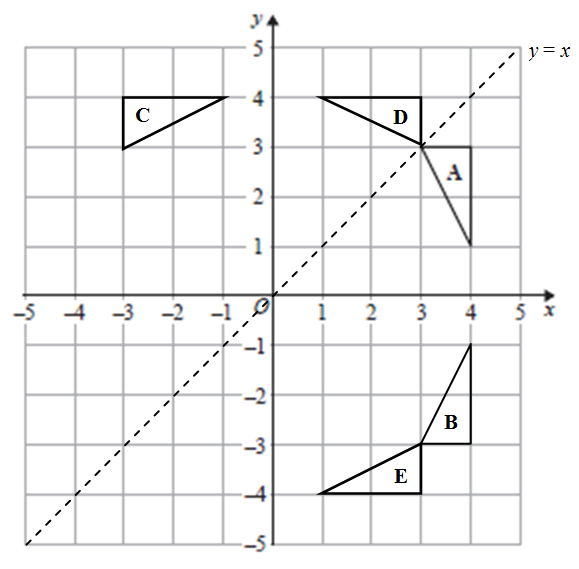 y
5
y = x
4
C
D
3
A
2
1
–5 –4 –3 –2 –1 O 1 2 3 4 5 x
–1
–2
B
–3
E
–4
–5